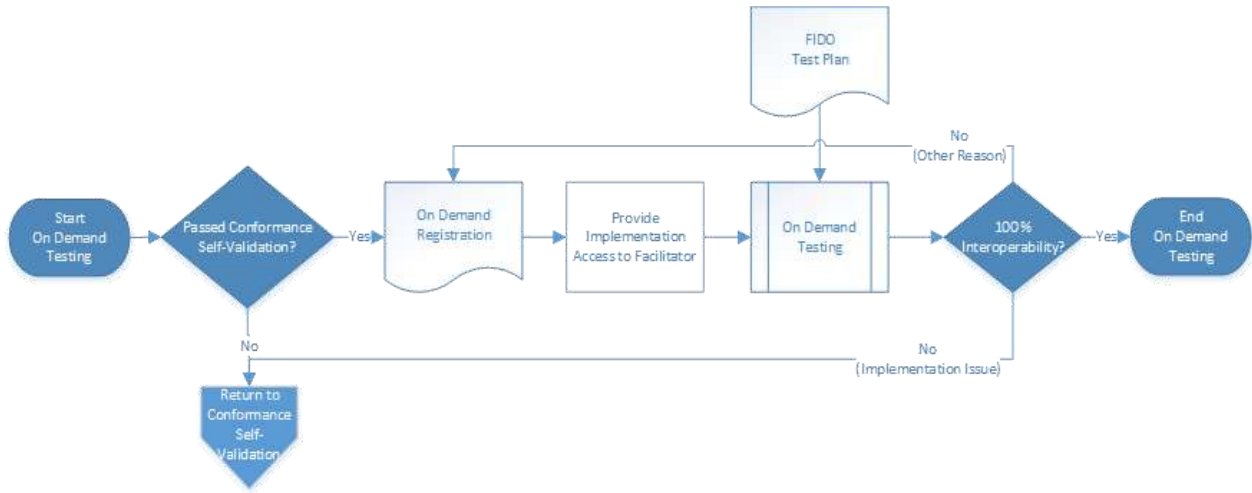 FIDO
Test Plan
No
(Other Reason)
Start
On Demand
Testing
Passed Conformance
Self-Validation?
Yes
On Demand
Registration
Provide
Implementation
Access to Facilitator
On Demand
Testing
100%
Interoperability?
Yes
End
On Demand
Testing
No
No
(Implementation Issue)
Return to
Conformance
Self-
Validation